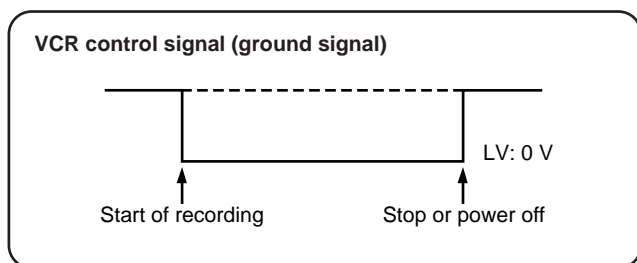 VCR control signal (ground signal)
LV: 0 V
Start of recording
Stop or power off